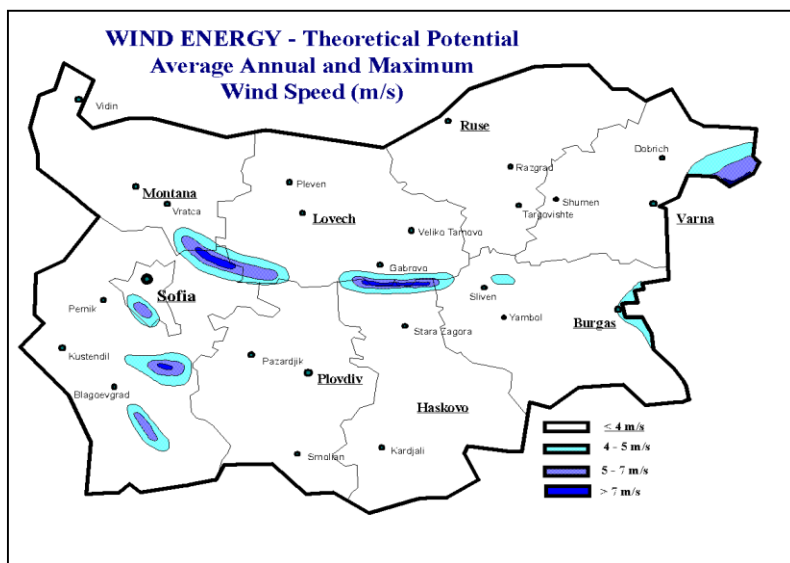 WIND ENERGY - Theoretical Potential
Average Annual and Maximum
Wind Speed (m/s)
Vidin
Ruse
Dobrich
Razgrad
Pleven
Montana
Vratca
Shumen
Targovishte
Lovech
Varna
Veliko Tarnovo
Gabrovo
Sofia
Sliven
Pernik
Yambol
Burgas
Stara Zagora
Kustendil
Pazardjik
Plovdiv
Blagoevgrad
Haskovo
Kardjali
Smolian
< 4 m/s
4 - 5 m/s
5 - 7 m/s
> 7 m/s